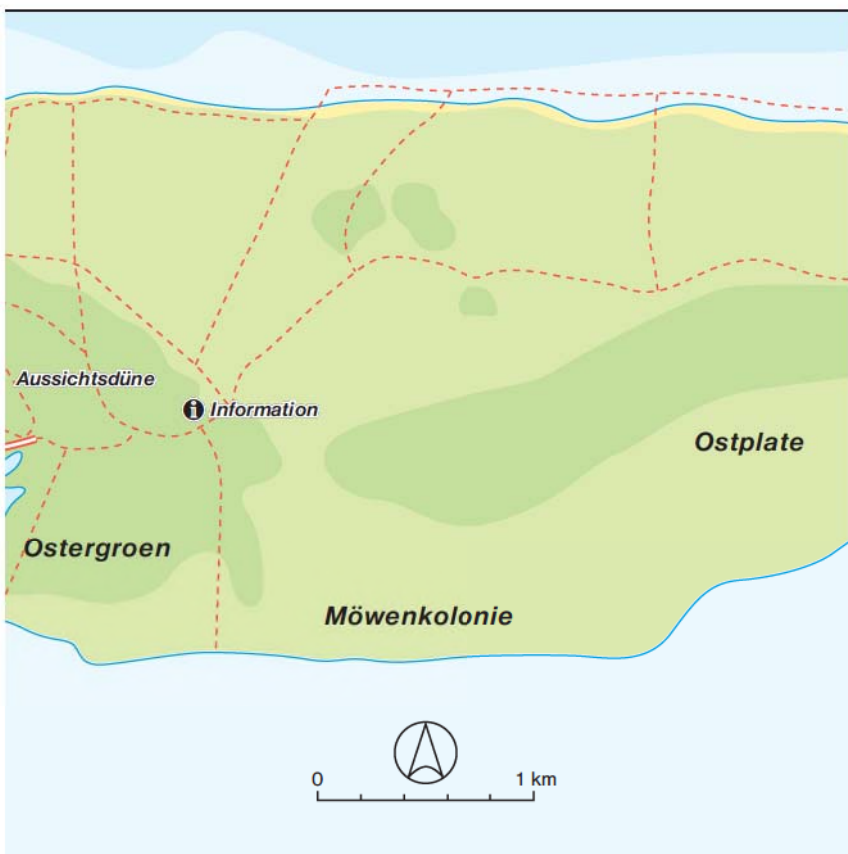 Aussichtsdüne
i Information
Ostplate
Ostergroen
Möwenkolonie
0 1 km